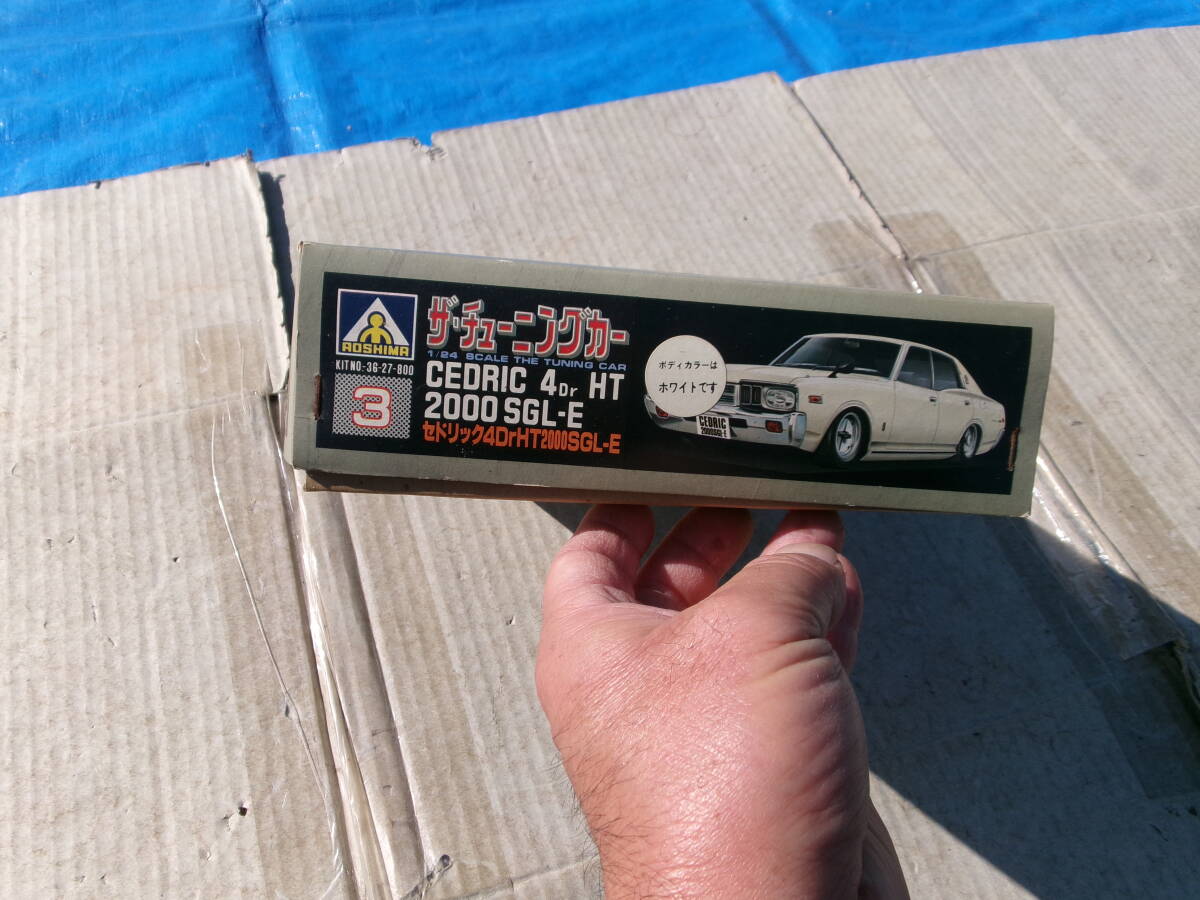 AOSHIMA
KIT NO.-36-27-800
3
ザ・チューニングカー
1/24 SCALE THE TUNING CAR
CEDRIC 4Dr HT
2000 SGL-E
セドリック4DrHT2000SGL-E
ボディカラーは
ホワイトです
CEDRIC
2000SGL-E